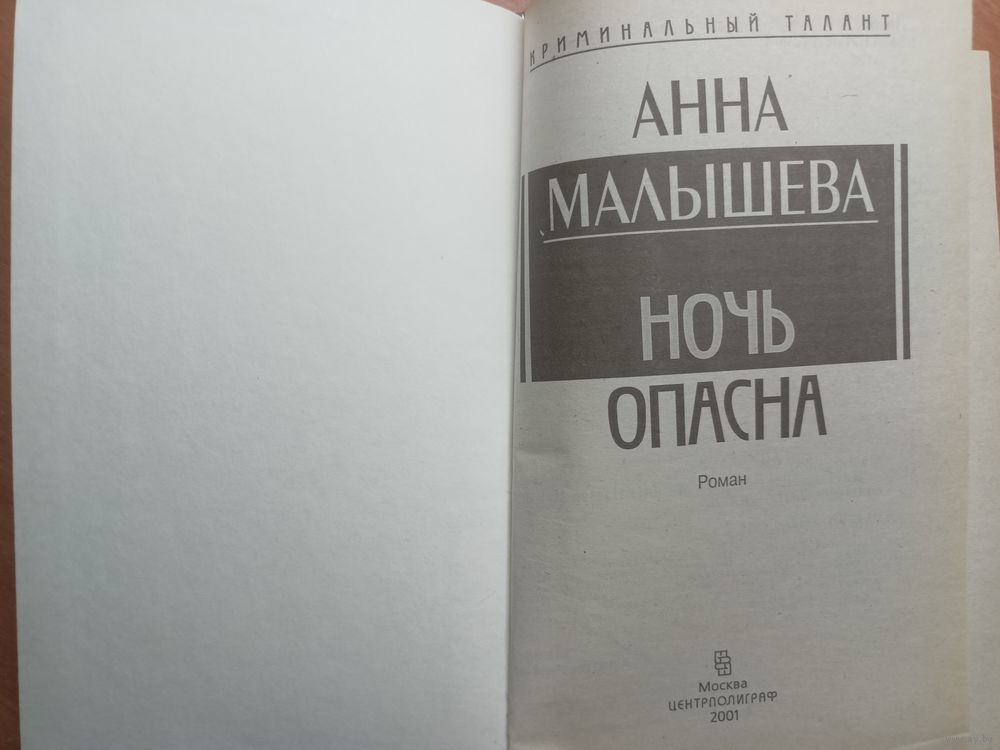 КРИМИНАЛЬНЫЙ ТАЛАНТ
АННА
МАЛЫШЕВА
НОЧЬ
ОПАСНА
Роман
Москва
ЦЕНТРПОЛИГРАФ
2001